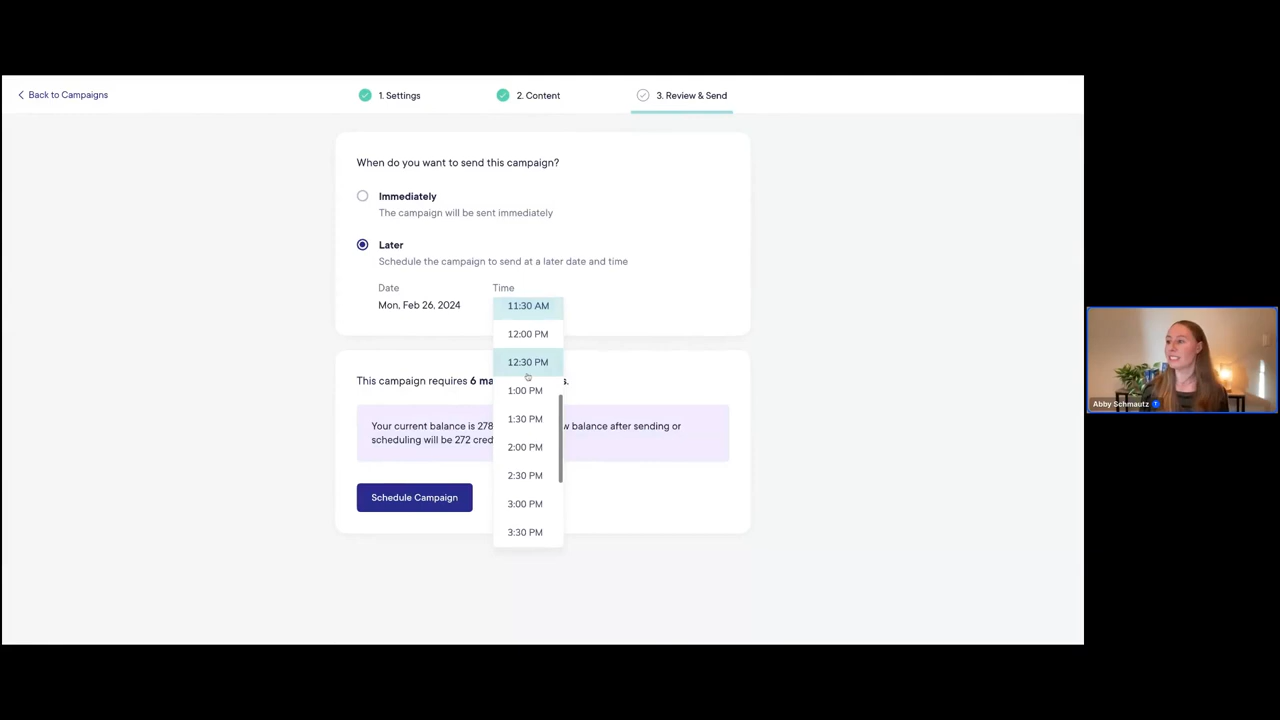 Back to Campaigns
1. Settings
2. Content
3. Review & Send
When do you want to send this campaign?
Immediately
The campaign will be sent immediately
Later
Schedule the campaign to send at a later date and time
Date
Time
Mon, Feb 26, 2024
11:30 AM
12:00 PM
12:30 PM
1:00 PM
1:30 PM
2:00 PM
2:30 PM
3:00 PM
3:30 PM
This campaign requires 6
Your current balance is 278 balance after sending or
scheduling will be 272
Schedule Campaign
Abby Schmautz